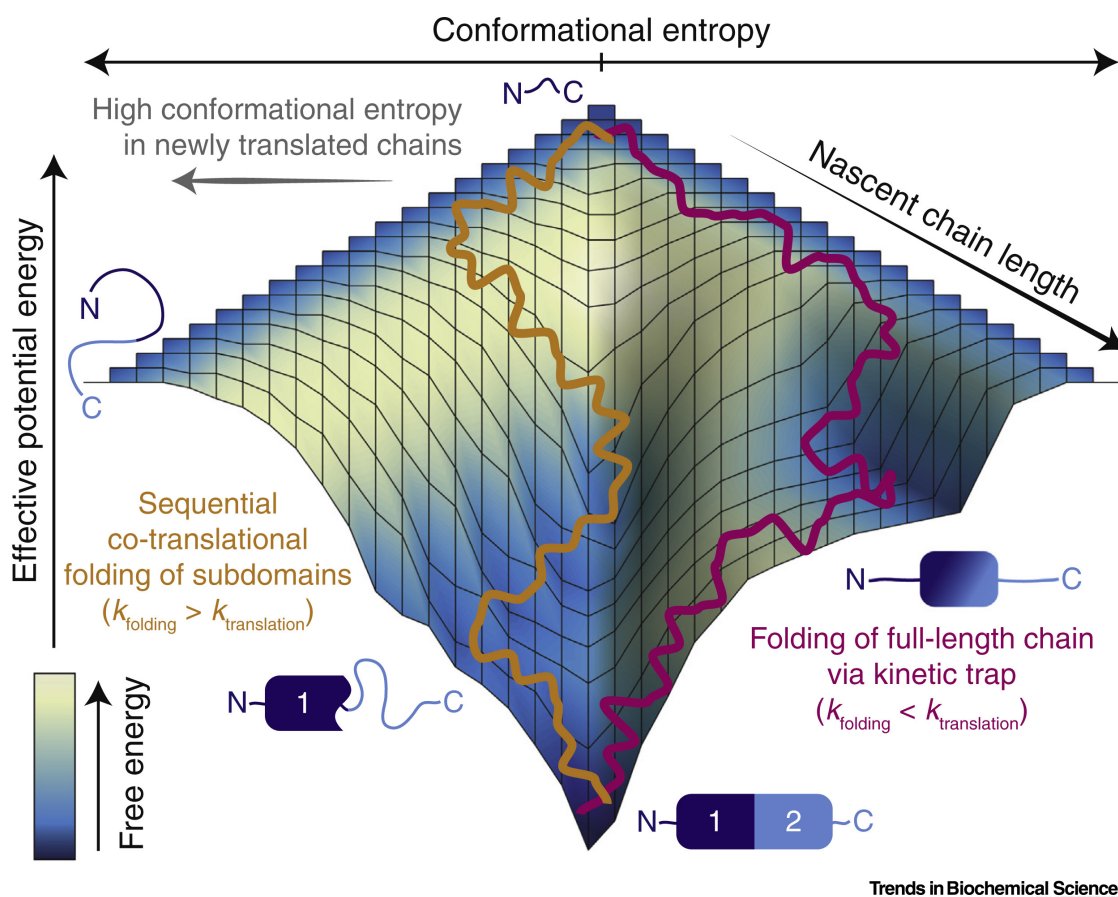 Conformational entropy
N
C
High conformational entropy
in newly translated chains
Nascent chain length
Effective potential energy
N
C
Sequential
co-translational
folding of subdomains
(kfolding > ktranslation)
N
C
Folding of full-length chain
via kinetic trap
(kfolding < ktranslation)
Free energy
N
1
C
N
1
2
C
Trends in Biochemical Science